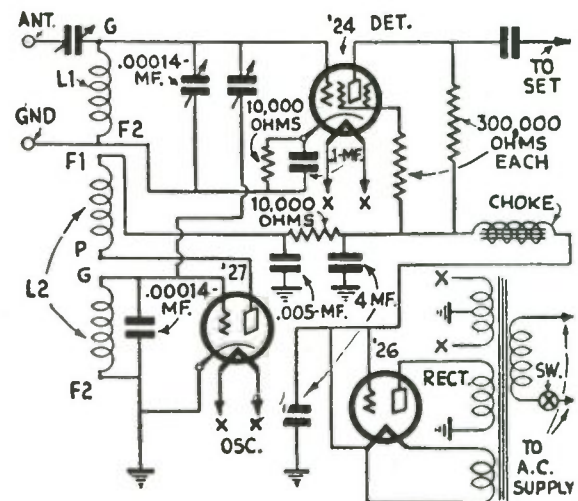 ANT.
G
'24 DET.
L1
.00014-
MF.
10,000
OHMS
TO
SET
GND
F2
F1
.1-MF.
X X
300,000
OHMS
EACH
10,000
OHMS
CHOKE
P
G
L2
.00014-
MF.
'27
.005-MF.
4 MF.
X
X
'26
RECT.
SW.
F2
X X
OSC.
TO
A.C.
SUPPLY